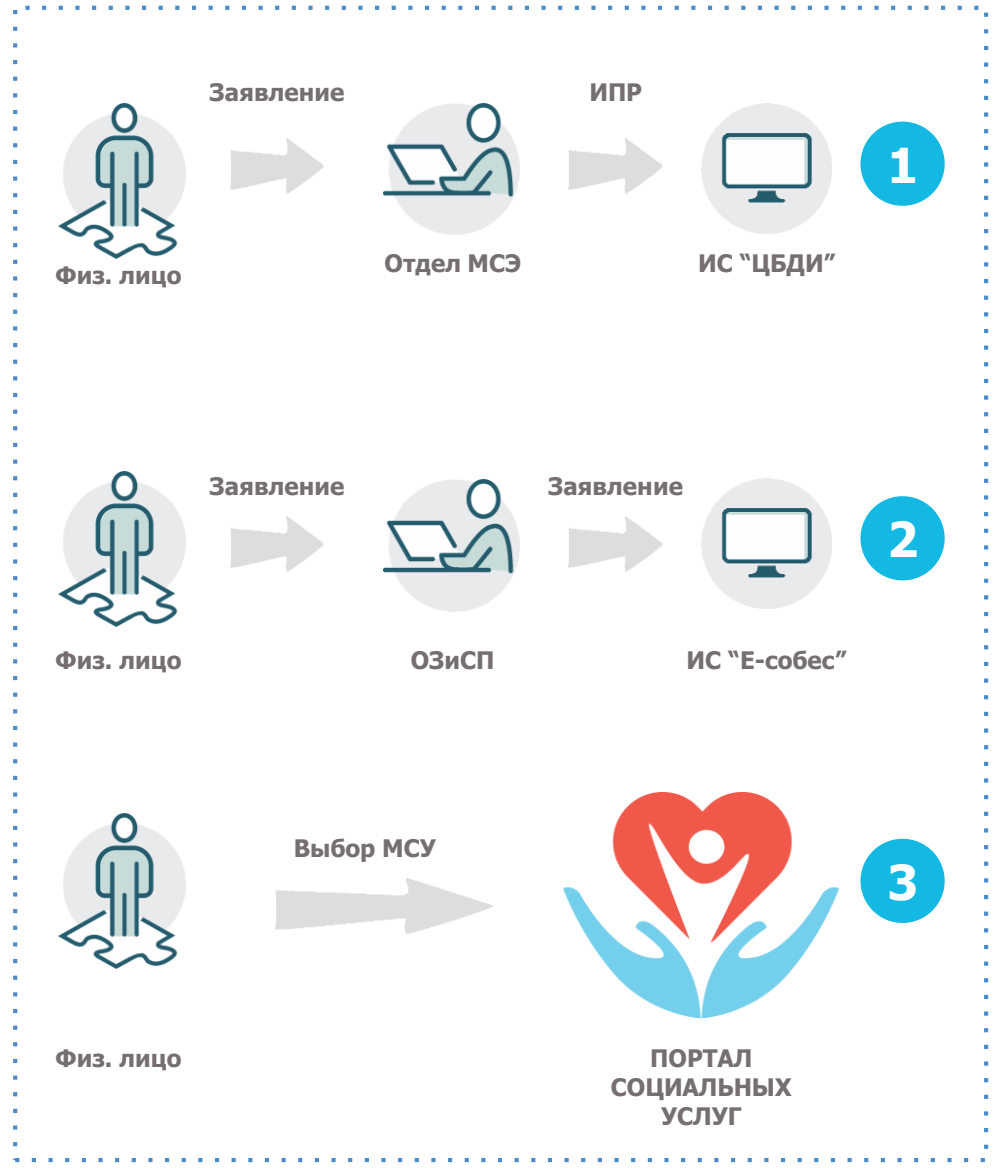 Заявление
ИПР
1
Физ. лицо
Отдел МСЭ
ИС “ЦБДИ”
Заявление
Заявление
2
Физ. лицо
ОЗиСП
ИС “Е-собес”
Выбор МСУ
3
Физ. лицо
ПОРТАЛ
СОЦИАЛЬНЫХ
УСЛУГ